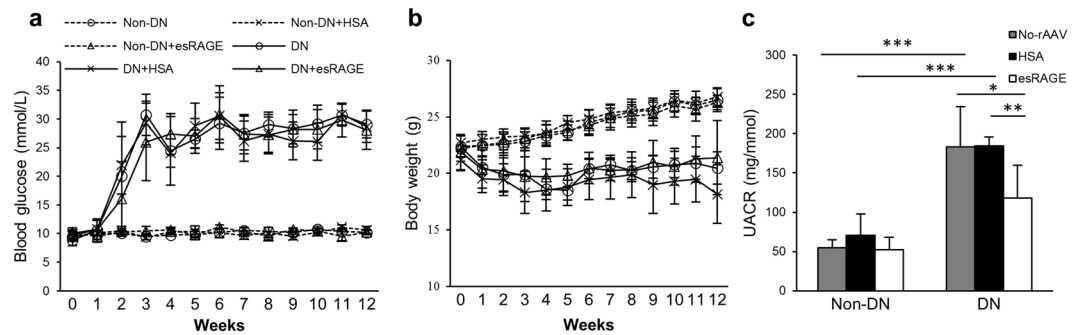 a
Non-DN
Non-DN+HSA
Non-DN+esRAGE
DN
DN+HSA
DN+esRAGE
Blood glucose (mmol/L)
40
35
30
25
20
15
10
5
0
0 1 2 3 4 5 6 7 8 9 10 11 12
Weeks
b
Body weight (g)
30
25
20
15
10
0 1 2 3 4 5 6 7 8 9 10 11 12
Weeks
c
No-rAAV
HSA
esRAGE
***
***
*
**
UACR (mg/mmol)
300
250
200
150
100
50
0
Non-DN DN